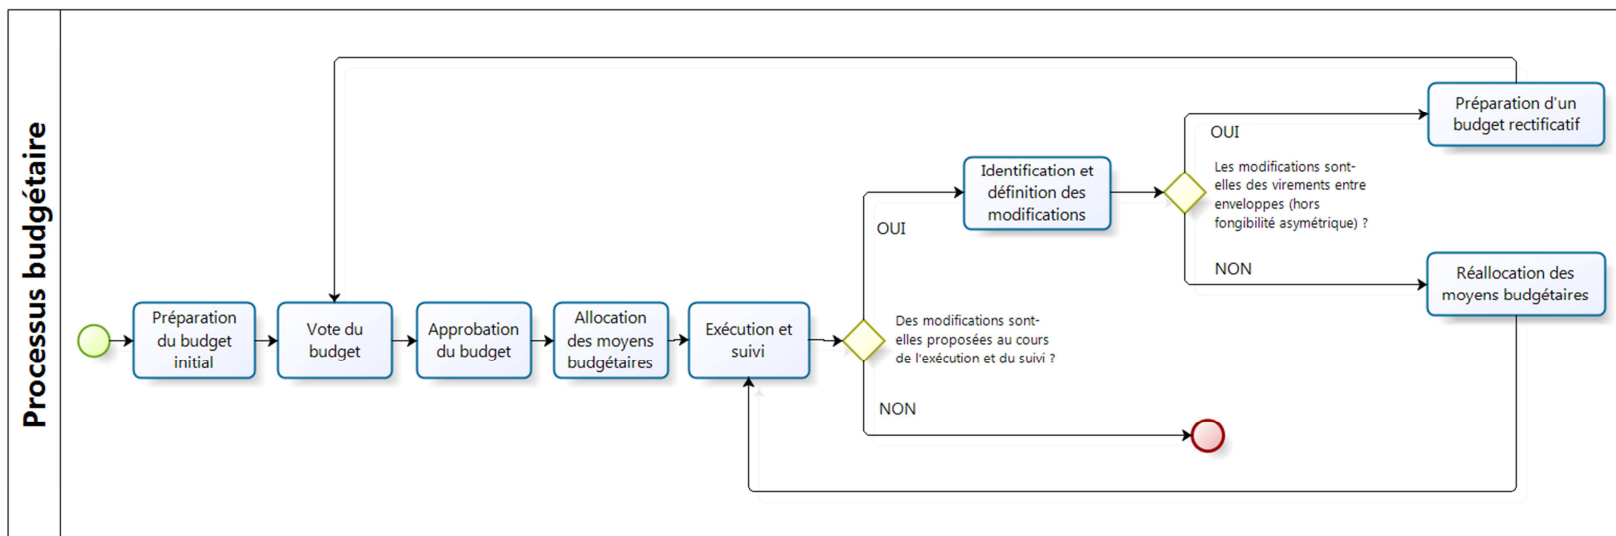 Processus budgétaire
Préparation
du budget
initial
Vote du
budget
Approbation
du budget
Allocation
des moyens
budgétaires
Exécution et
suivi
Des modifications sont-
elles proposées au cours
de l'exécution et du suivi ?
OUI
NON
Identification et
définition des
modifications
OUI
Les modifications sont-
elles des virements entre
enveloppes (hors
fongibilité asymétrique) ?
NON
Préparation d'un
budget rectificatif
Réallocation des
moyens budgétaires